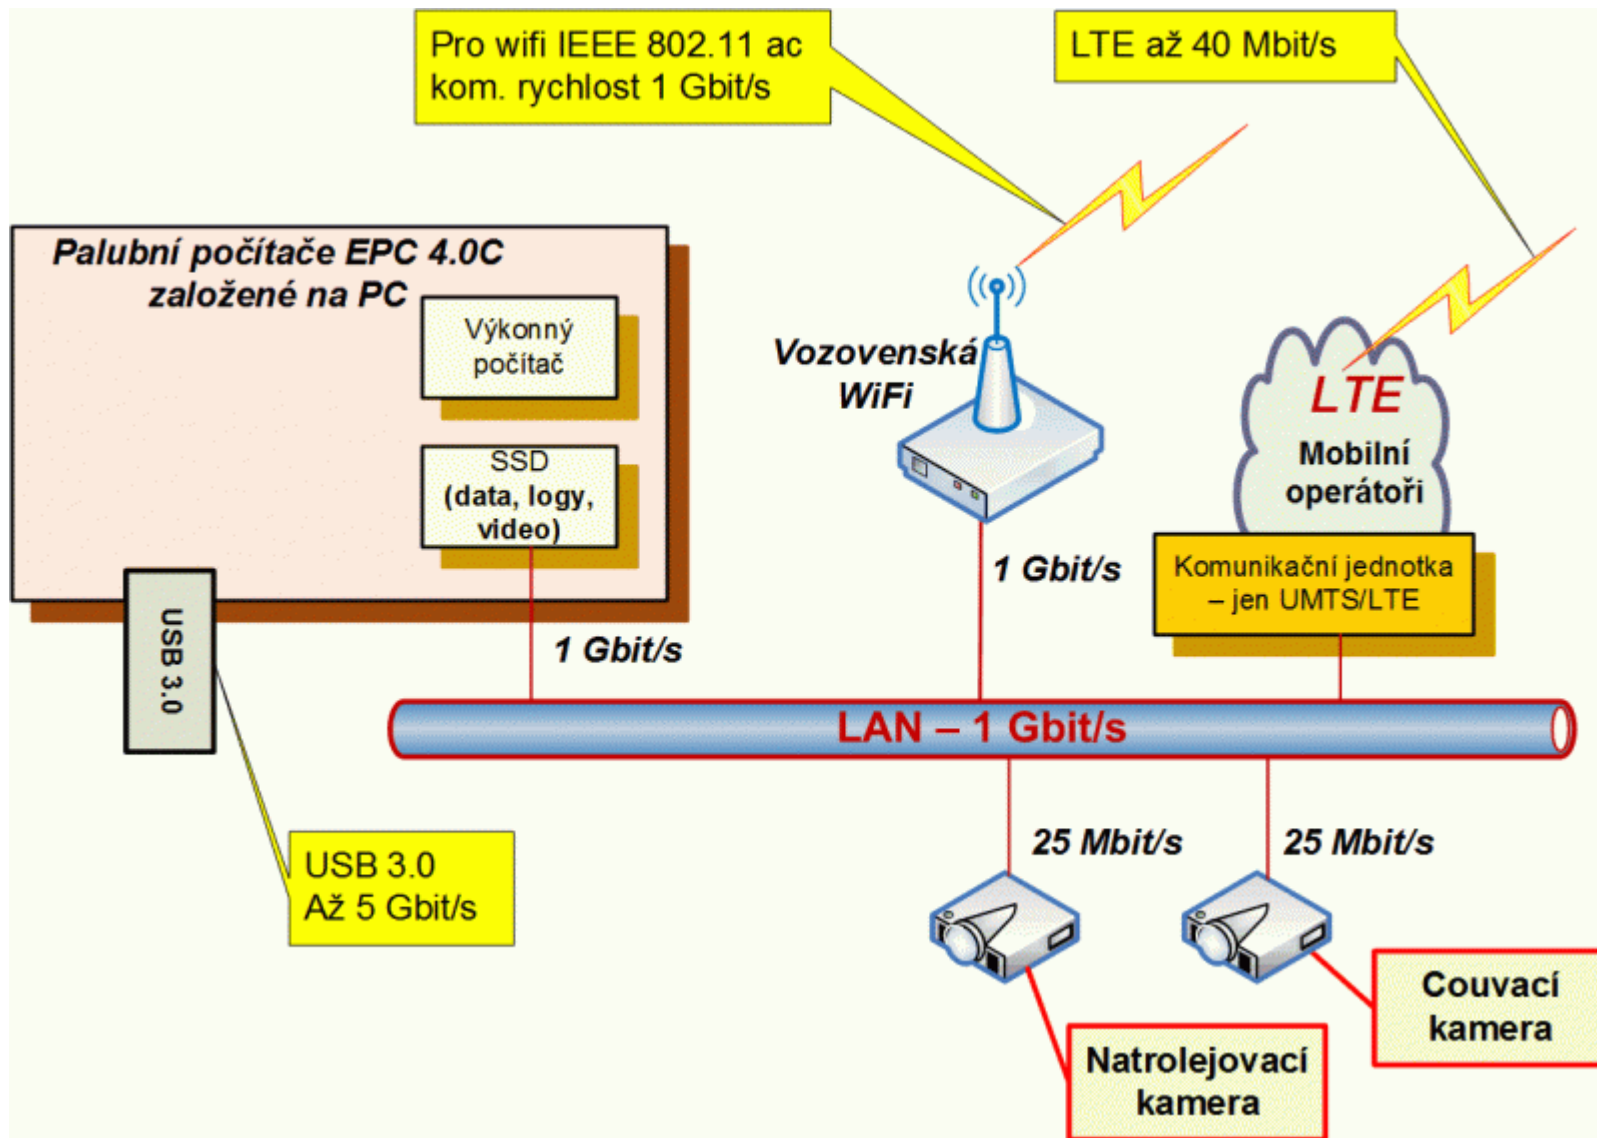 Pro wifi IEEE 802.11 ac
kom. rychlost 1 Gbit/s
LTE až 40 Mbit/s
Palubní počítače EPC 4.0C
založené na PC
Výkonný
počítač
SSD
(data, logy,
video)
USB 3.0
1 Gbit/s
Vozovenská
WiFi
1 Gbit/s
LTE
Mobilní
operátoři
Komunikační jednotka
– jen UMTS/LTE
LAN – 1 Gbit/s
USB 3.0
Až 5 Gbit/s
25 Mbit/s
25 Mbit/s
Natrolejovací
kamera
Couvací
kamera